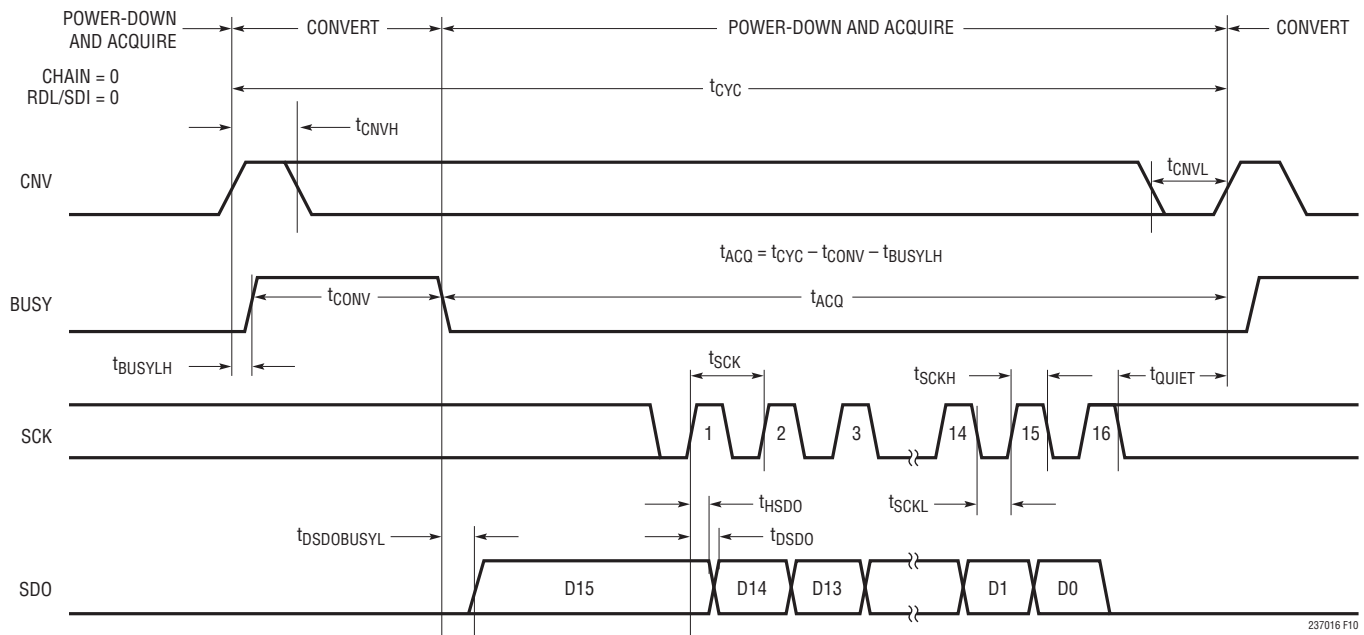 POWER-DOWN
AND ACQUIRE
CONVERT
POWER-DOWN AND ACQUIRE
CONVERT
CHAIN = 0
RDL/SDI = 0
tCYC
tCNVH
CNV
tCNVL
tACQ = tCYC – tCONV – tBUSYLH
BUSY
tCONV
tACQ
tBUSYLH
tSCK
tSCKH
tQUIET
SCK
1
2
3
14
15
16
tHSDO
tSCKL
tDSDOBUSYL
tDSDO
SDO
D15
D14
D13
D1
D0
237016 F10